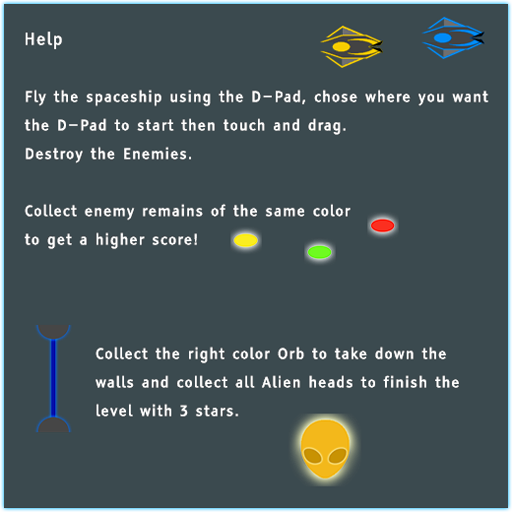 Help
Fly the spaceship using the D-Pad, chose where you want
the D-Pad to start then touch and drag.
Destroy the Enemies.
Collect enemy remains of the same color
to get a higher score!
Collect the right color Orb to take down the
walls and collect all Alien heads to finish the
level with 3 stars.